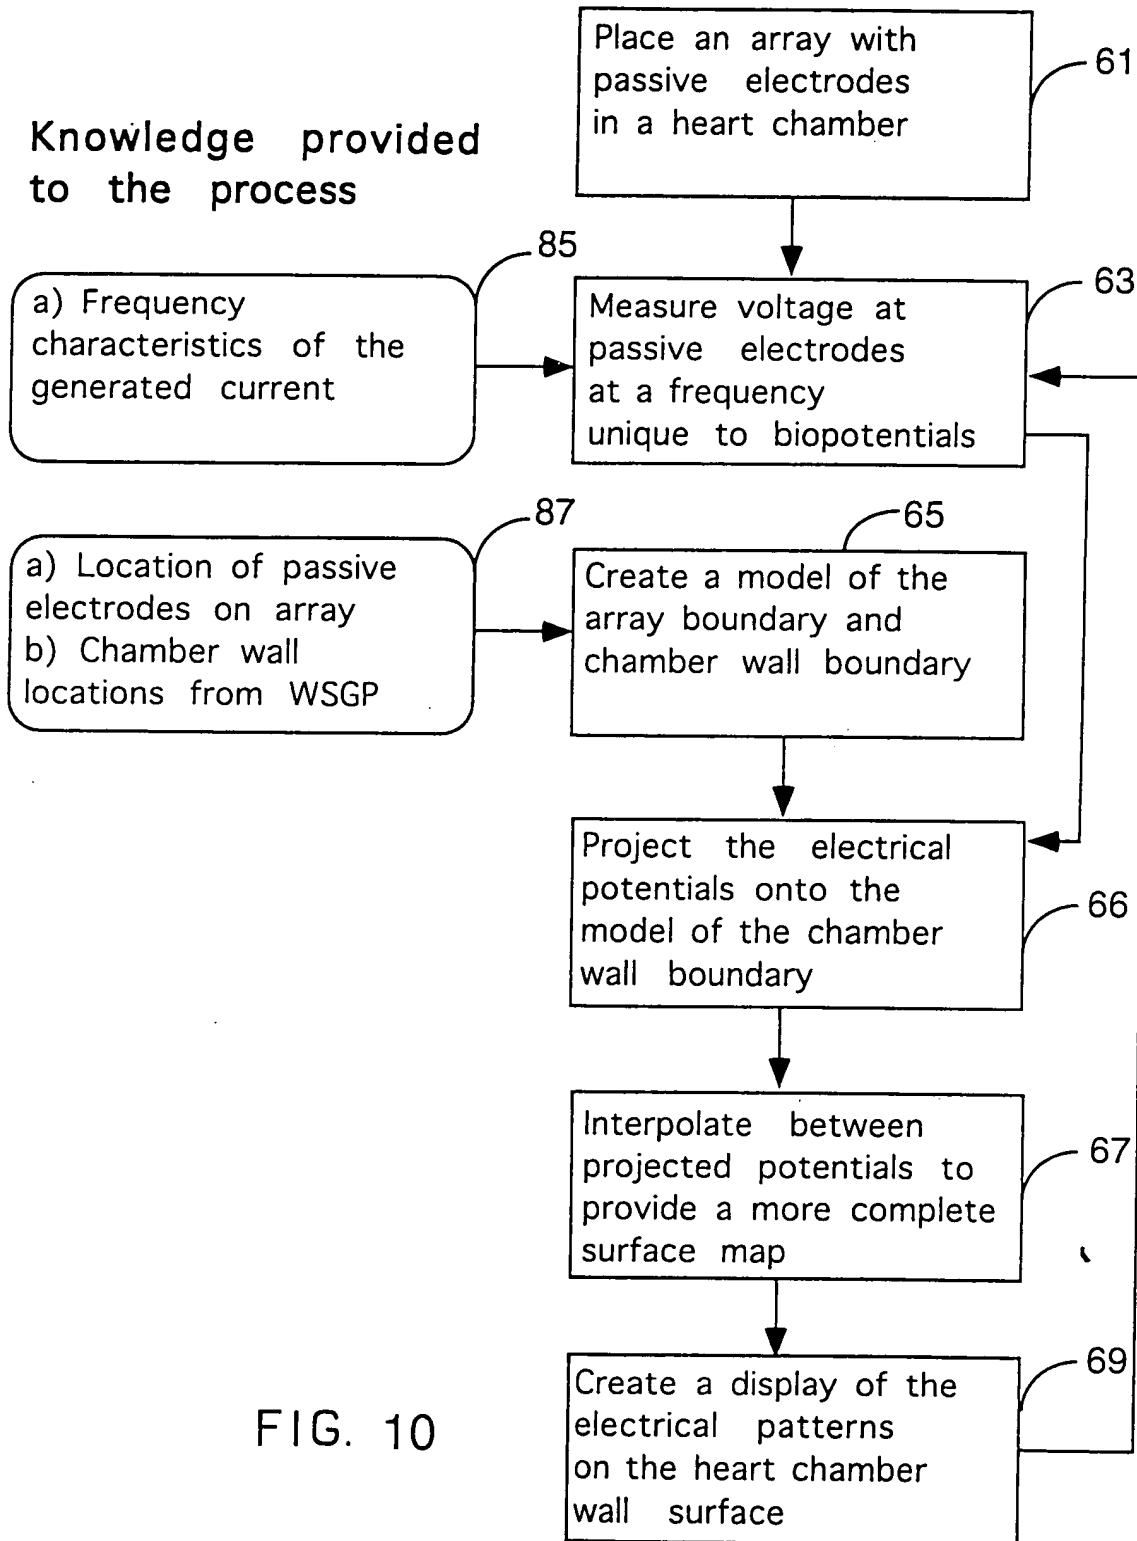 Place an array with
passive electrodes
in a heart chamber
61
Knowledge provided
to the process
85
a) Frequency
characteristics of the
generated current
63
Measure voltage at
passive electrodes
at a frequency
unique to biopotentials
87
a) Location of passive
electrodes on array
b) Chamber wall
locations from WSGP
65
Create a model of the
array boundary and
chamber wall boundary
Project the electrical
potentials onto the
model of the chamber
wall boundary
66
Interpolate between
projected potentials to
provide a more complete
surface map
67
Create a display of the
electrical patterns
on the heart chamber
wall surface
69
FIG. 10